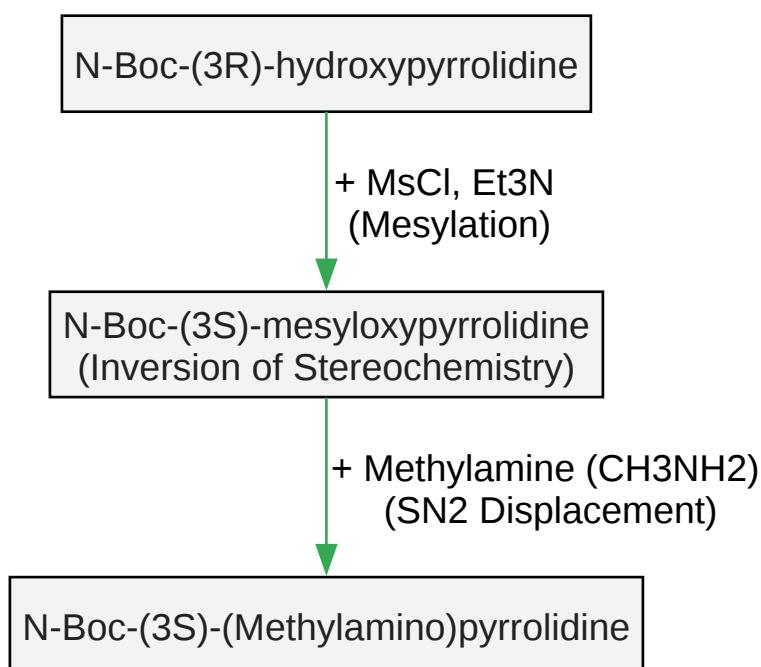 N-Boc-(3R)-hydroxypyrrolidine
+ MsCl, Et3N
(Mesylation)
N-Boc-(3S)-mesyloxypyrrolidine
(Inversion of Stereochemistry)
+ Methylamine (CH3NH2)
(SN2 Displacement)
N-Boc-(3S)-(Methylamino)pyrrolidine